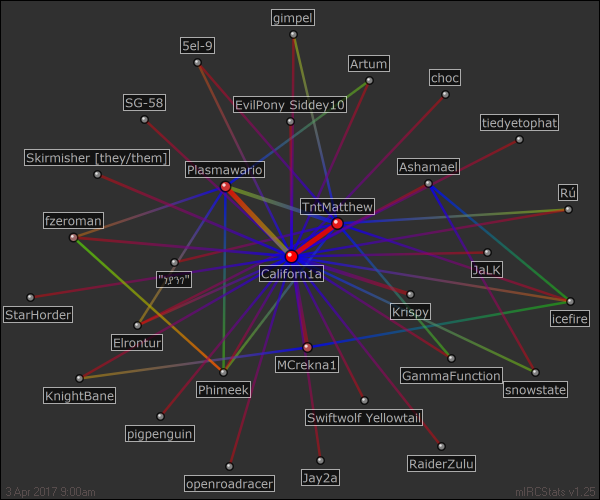 gimpel
5el-9
Artum
choc
SG-58
EvilPony Siddey10
tiedyetophat
Skirmisher [they/them]
Plasmawario
Ashamael
Rú
TntMatthew
fzeroman
Californ1a
JaLK
StarHorder
Krispy
icefire
Elrontur
MCrekna1
GammaFunction
KnightBane
Phimeek
snowstate
Swiftwolf Yellowtail
pigpenguin
RaiderZulu
openroadracer
Jay2a
3 Apr 2017 9:00am
mIRCStats v1.25